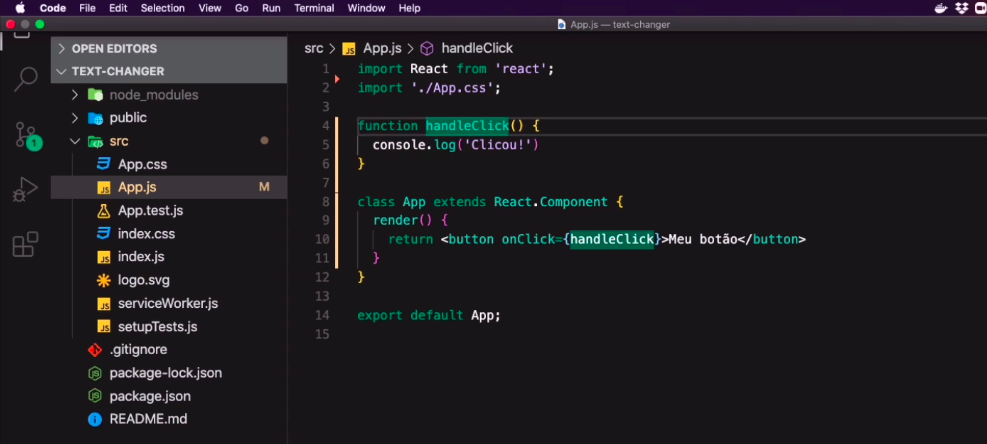 Code File Edit Selection View Go Run Terminal Window Help
App.js — text-changer
OPEN EDITORS
TEXT-CHANGER
node_modules
public
src
App.css
App.js M
App.test.js
index.css
index.js
logo.svg
serviceWorker.js
setupTests.js
.gitignore
package-lock.json
package.json
README.md
1
src > JS App.js > handleClick
1 import React from 'react';
2 import './App.css';
3
4 function handleClick() {
5 console.log('Clicou!')
6 }
7
8 class App extends React.Component {
9 render() {
10 return <button onClick={handleClick}>Meu botão</button>
11 }
12 }
13
14 export default App;
15